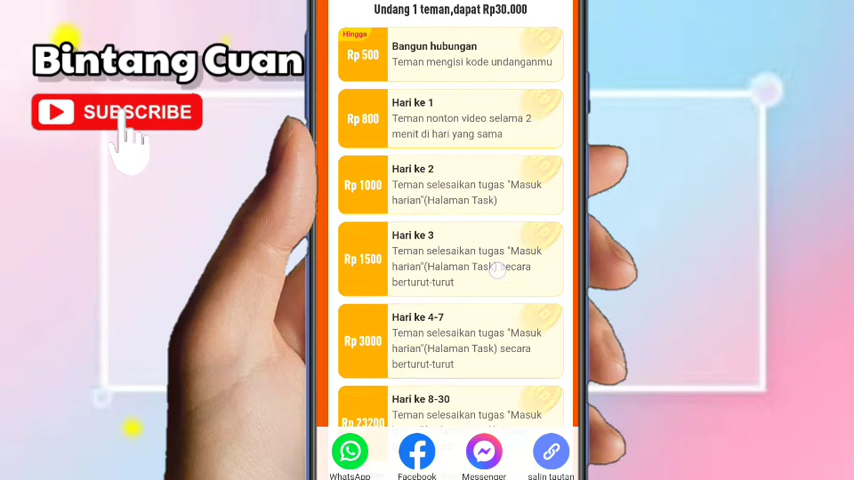 Undang 1 teman,dapat Rp30.000
Bintang Cuan
SUBSCRIBE
Hingga
Rp 500
Bangun hubungan
Teman mengisi kode undanganmu
Rp 800
Hari ke 1
Teman nonton video selama 2
menit di hari yang sama
Rp 1000
Hari ke 2
Teman selesaikan tugas "Masuk
harian"(Halaman Task)
Rp 1500
Hari ke 3
Teman selesaikan tugas "Masuk
harian"(Halaman Task) secara
berturut-turut
Rp 3000
Hari ke 4-7
Teman selesaikan tugas "Masuk
harian"(Halaman Task) secara
berturut-turut
Rp 23200
Hari ke 8-30
Teman selesaikan tugas "Masuk
WhatsApp
Facebook
Messenger
salin tautan